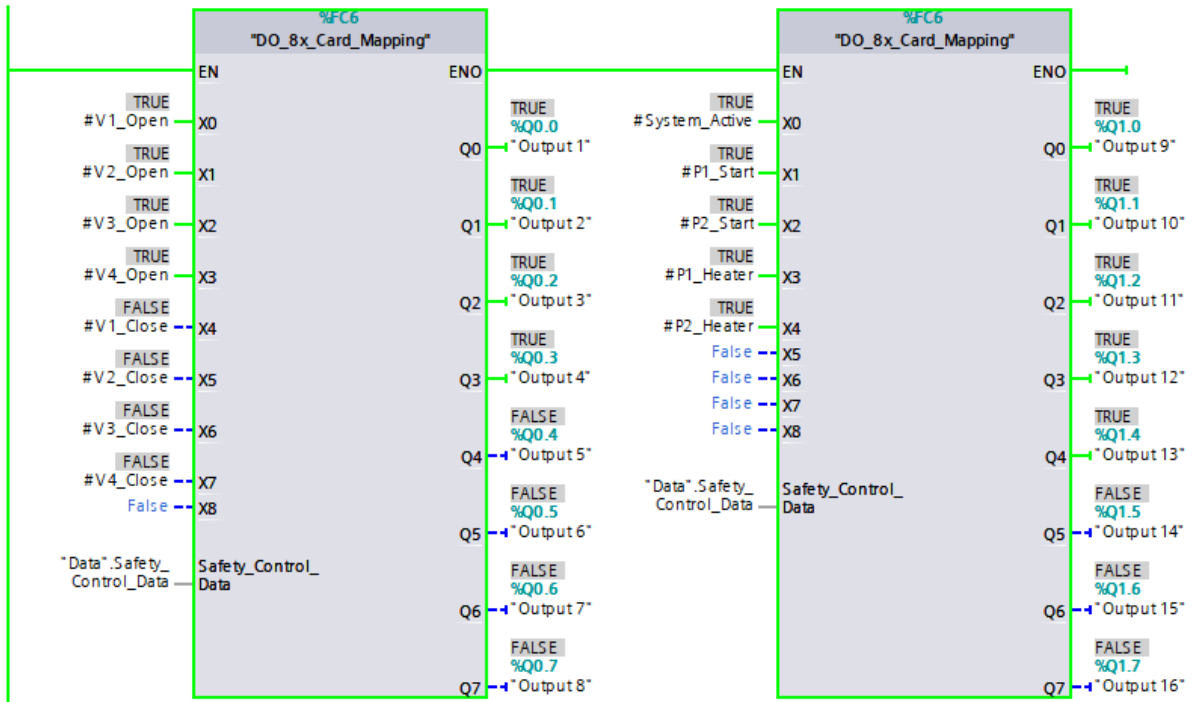 %FC6
"DO_8x_Card_Mapping"
EN
ENO
TRUE
#V1_Open
X0
TRUE
#V2_Open
X1
TRUE
#V3_Open
X2
TRUE
#V4_Open
X3
FALSE
#V1_Close
X4
FALSE
#V2_Close
X5
FALSE
#V3_Close
X6
FALSE
#V4_Close
X7
False
X8
"Data".Safety_
Control_Data
Safety_Control_
Data
TRUE
%Q0.0
Q0
"Output 1"
TRUE
%Q0.1
Q1
"Output 2"
TRUE
%Q0.2
Q2
"Output 3"
TRUE
%Q0.3
Q3
"Output 4"
FALSE
%Q0.4
Q4
"Output 5"
FALSE
%Q0.5
Q5
"Output 6"
FALSE
%Q0.6
Q6
"Output 7"
FALSE
%Q0.7
Q7
"Output 8"
%FC6
"DO_8x_Card_Mapping"
EN
ENO
TRUE
#System_Active
X0
TRUE
#P1_Start
X1
TRUE
#P2_Start
X2
TRUE
#P1_Heater
X3
TRUE
#P2_Heater
X4
False
X5
False
X6
False
X7
False
X8
"Data".Safety_
Control_Data
Safety_Control_
Data
TRUE
%Q1.0
Q0
"Output 9"
TRUE
%Q1.1
Q1
"Output 10"
TRUE
%Q1.2
Q2
"Output 11"
TRUE
%Q1.3
Q3
"Output 12"
TRUE
%Q1.4
Q4
"Output 13"
FALSE
%Q1.5
Q5
"Output 14"
FALSE
%Q1.6
Q6
"Output 15"
FALSE
%Q1.7
Q7
"Output 16"